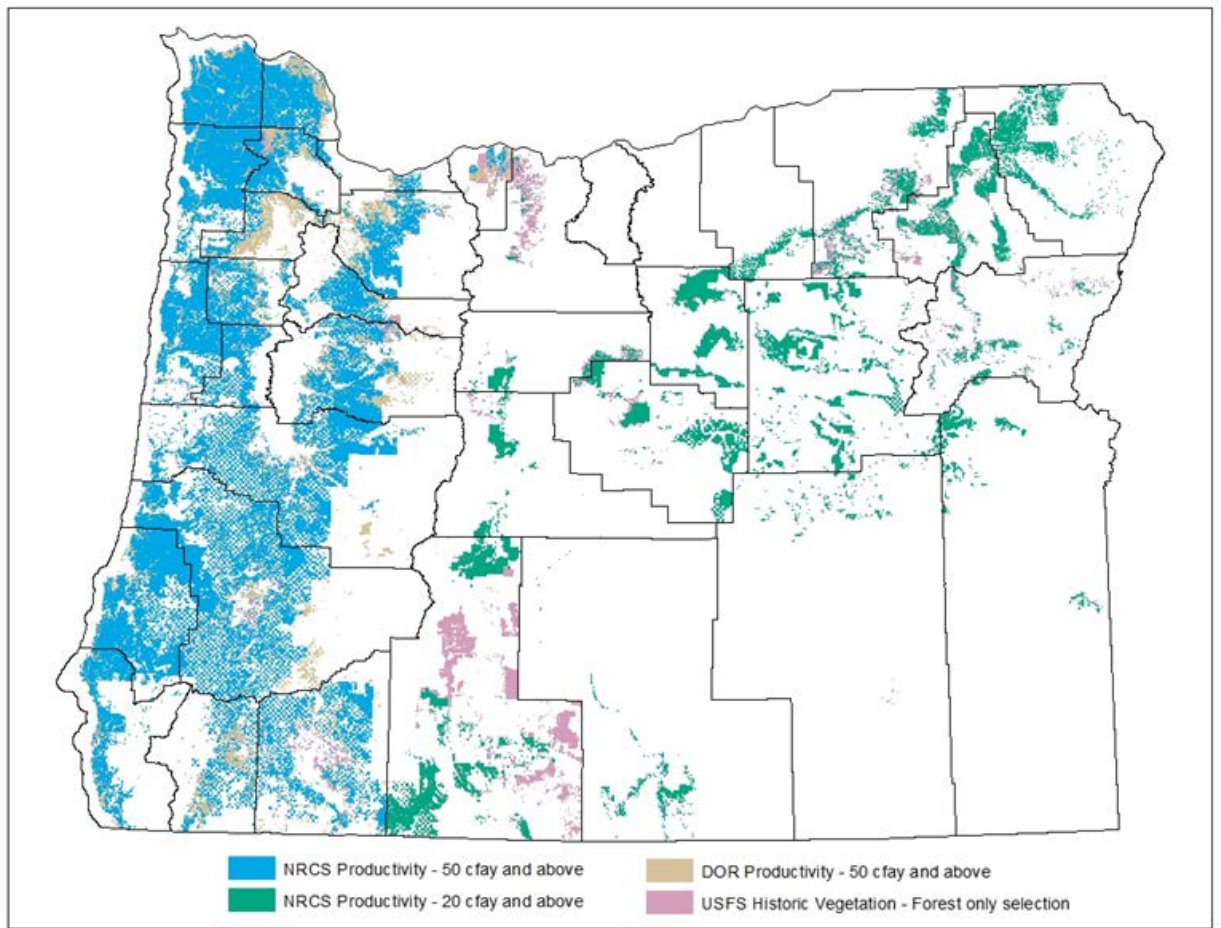 NRCS Productivity - 50 cfay and above
NRCS Productivity - 20 cfay and above
DOR Productivity - 50 cfay and above
USFS Historic Vegetation - Forest only selection